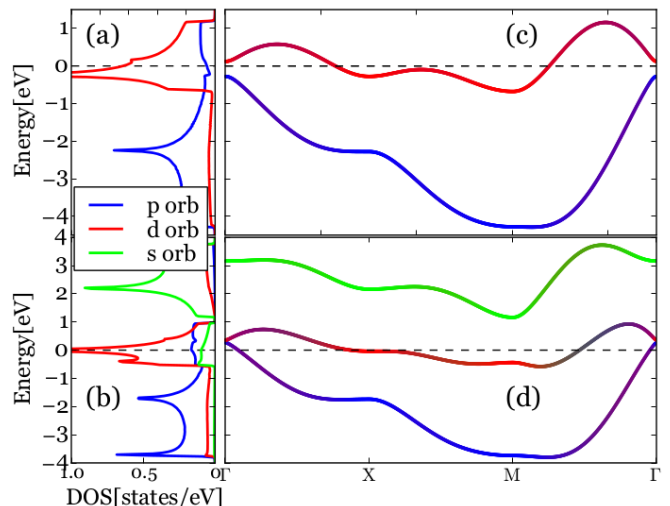 (a)
(c)
Energy[eV]
1
0
−1
−2
−3
−4
p orb
d orb
s orb
4
3
2
1
0
−1
−2
−3
−4
Energy[eV]
(b)
(d)
1.0
0.5
0
Γ
X
M
Γ
DOS[states/eV]